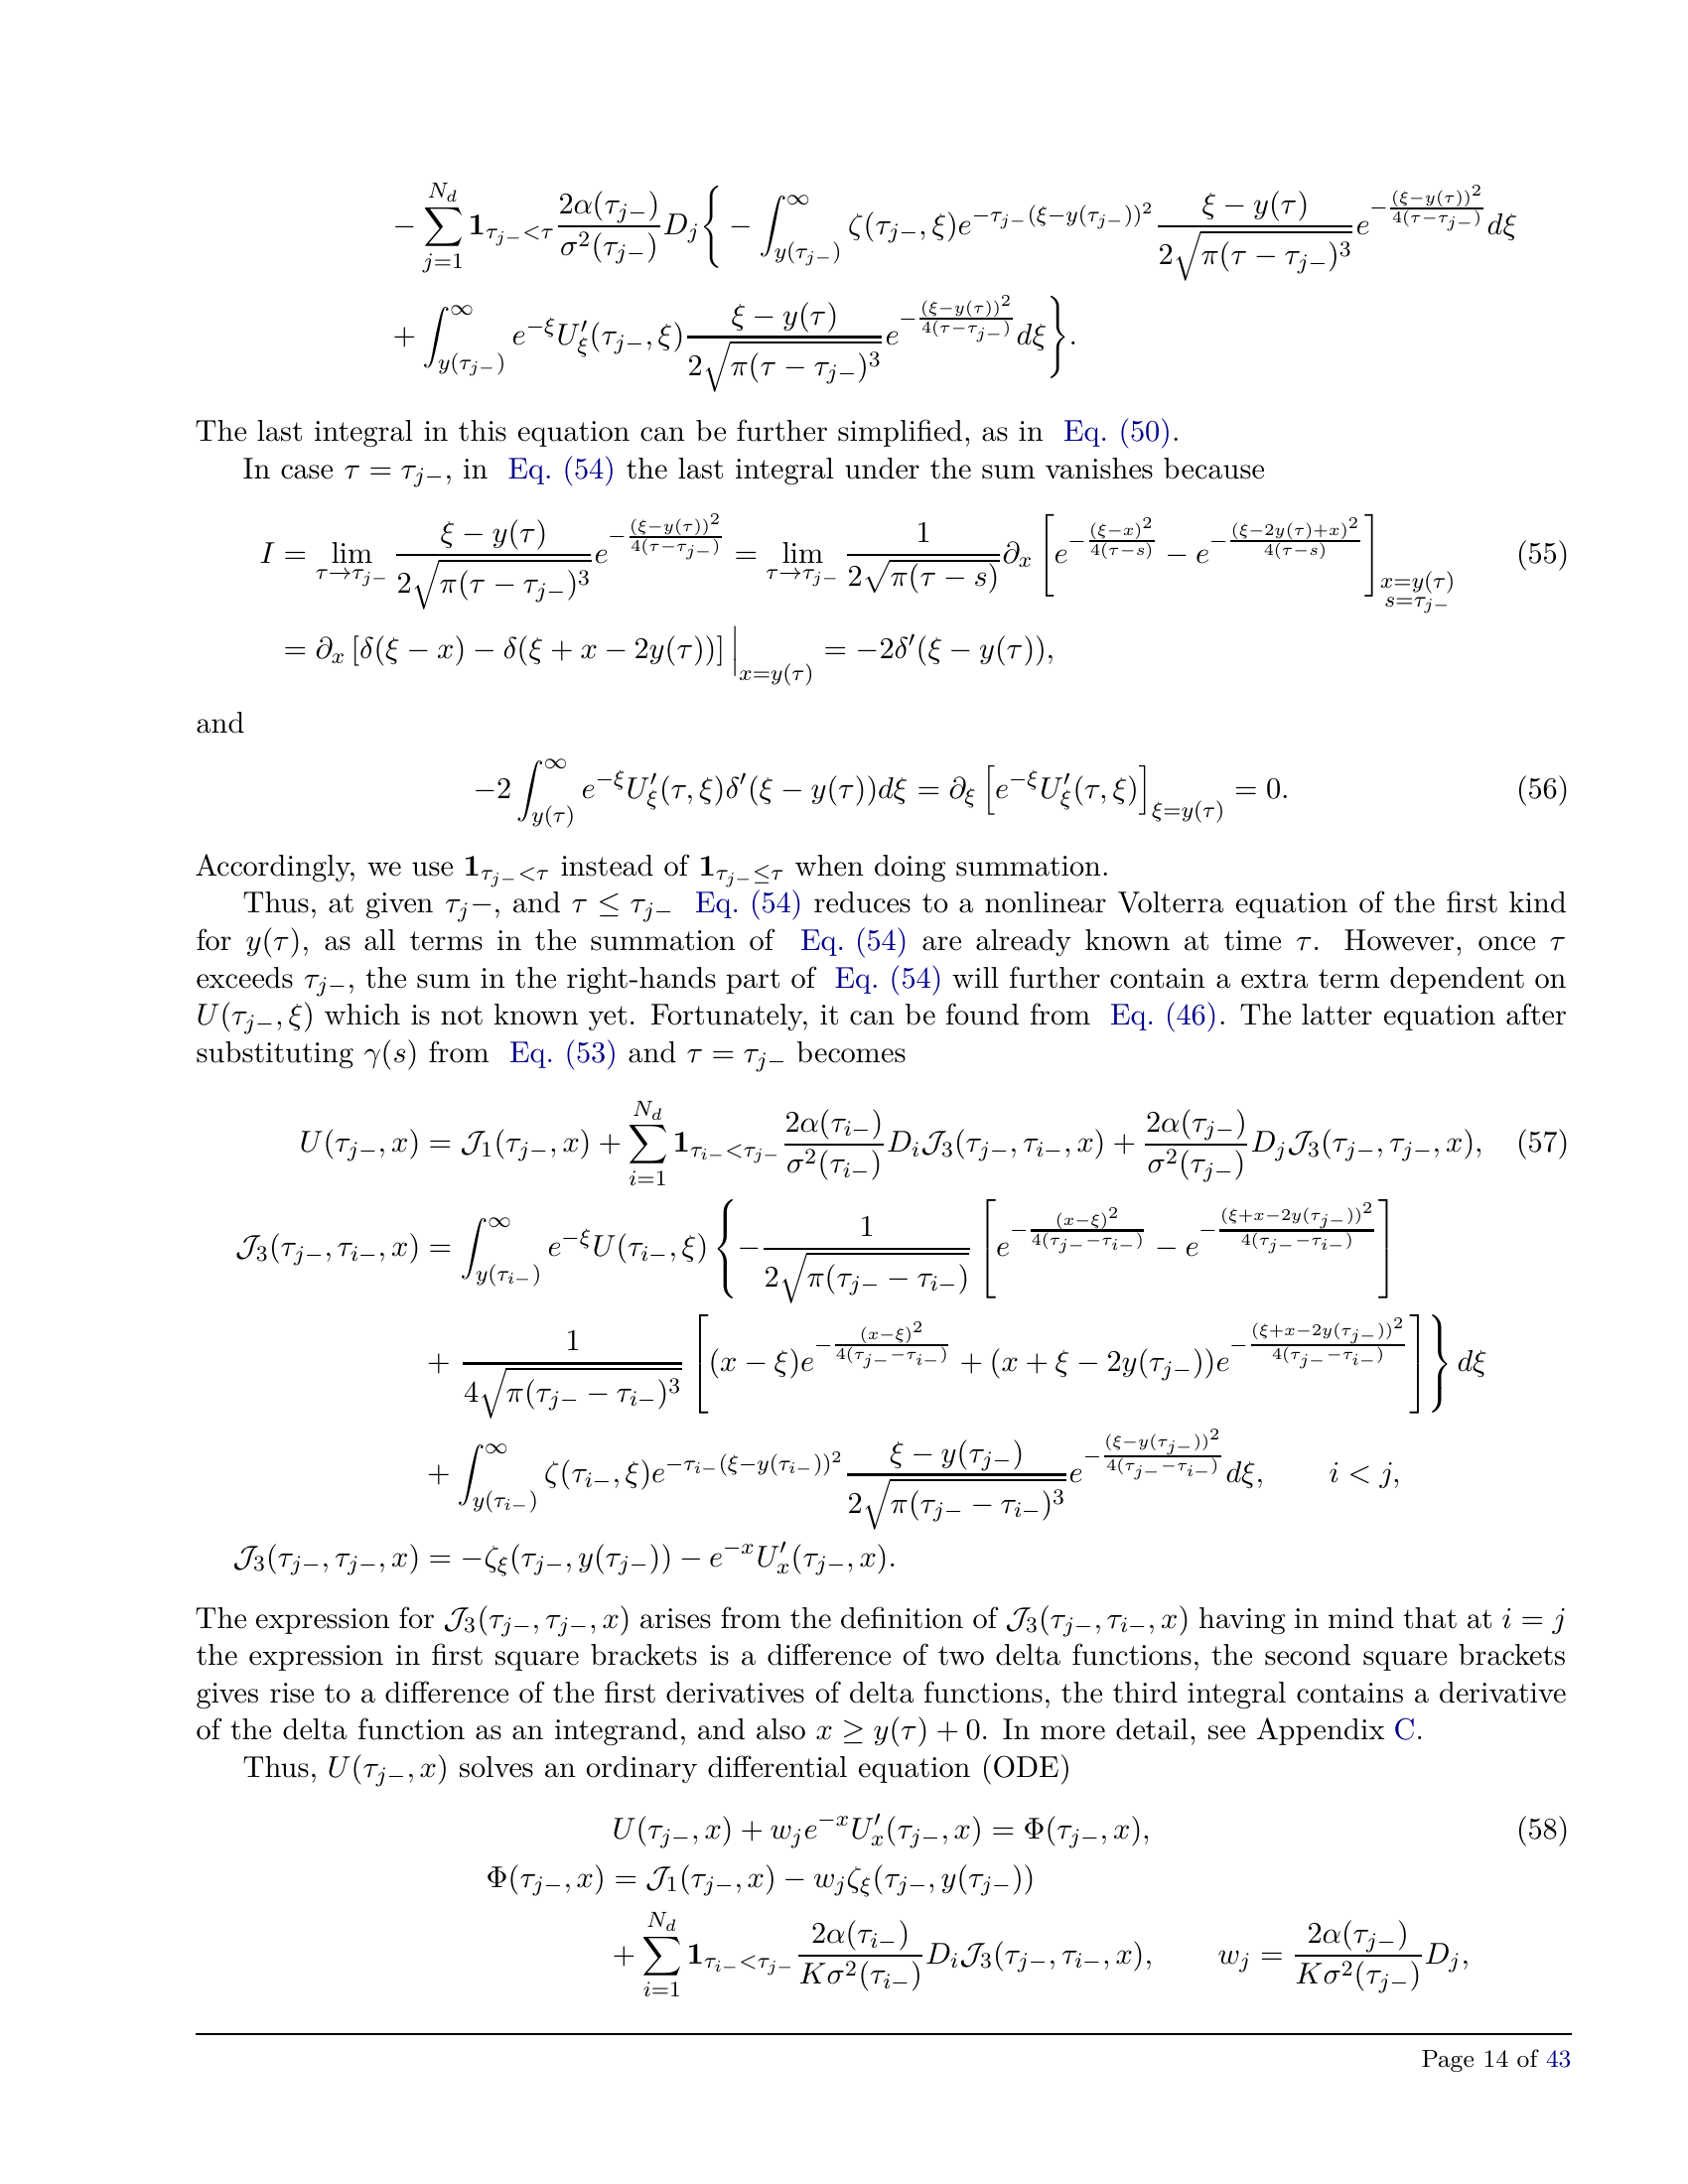 $- \sum_{j=1}^{N_d} \mathbf{1}_{\tau_{j-}<\tau} \frac{2\alpha(\tau_{j-})}{\sigma^2(\tau_{j-})} D_j \Big\{ - \int_{y(\tau_{j-})}^{\infty} \zeta(\tau_{j-}, \xi) e^{-\tau_{j-}(\xi-y(\tau_{j-}))^2} \frac{\xi - y(\tau)}{2\sqrt{\pi(\tau-\tau_{j-})^3}} e^{-\frac{(\xi-y(\tau))^2}{4(\tau-\tau_{j-})}} d\xi$
$+ \int_{y(\tau_{j-})}^{\infty} e^{-\xi} U'_\xi(\tau_{j-}, \xi) \frac{\xi - y(\tau)}{2\sqrt{\pi(\tau-\tau_{j-})^3}} e^{-\frac{(\xi-y(\tau))^2}{4(\tau-\tau_{j-})}} d\xi \Big\}.$
The last integral in this equation can be further simplified, as in Eq. (50).
In case $\tau = \tau_{j-}$, in Eq. (54) the last integral under the sum vanishes because
$I = \lim_{\tau\to\tau_{j-}} \frac{\xi - y(\tau)}{2\sqrt{\pi(\tau-\tau_{j-})^3}} e^{-\frac{(\xi-y(\tau))^2}{4(\tau-\tau_{j-})}} = \lim_{\tau\to\tau_{j-}} \frac{1}{2\sqrt{\pi(\tau-s)}} \partial_x \left[ e^{-\frac{(\xi-x)^2}{4(\tau-s)}} - e^{-\frac{(\xi-2y(\tau)+x)^2}{4(\tau-s)}} \right]_{\substack{x=y(\tau)\\ s=\tau_{j-}}}$ (55)
$= \partial_x [\delta(\xi - x) - \delta(\xi + x - 2y(\tau))] \Big|_{x=y(\tau)} = -2\delta'(\xi - y(\tau)),$
and
$-2 \int_{y(\tau)}^{\infty} e^{-\xi} U'_\xi(\tau, \xi) \delta'(\xi - y(\tau)) d\xi = \partial_\xi \left[ e^{-\xi} U'_\xi(\tau, \xi) \right]_{\xi=y(\tau)} = 0.$ (56)
Accordingly, we use $\mathbf{1}_{\tau_{j-}<\tau}$ instead of $\mathbf{1}_{\tau_{j-}\leq\tau}$ when doing summation.
Thus, at given $\tau_j-$, and $\tau \leq \tau_{j-}$ Eq. (54) reduces to a nonlinear Volterra equation of the first kind
for $y(\tau)$, as all terms in the summation of Eq. (54) are already known at time $\tau$. However, once $\tau$
exceeds $\tau_{j-}$, the sum in the right-hands part of Eq. (54) will further contain a extra term dependent on
$U(\tau_{j-}, \xi)$ which is not known yet. Fortunately, it can be found from Eq. (46). The latter equation after
substituting $\gamma(s)$ from Eq. (53) and $\tau = \tau_{j-}$ becomes
$U(\tau_{j-}, x) = \mathcal{J}_1(\tau_{j-}, x) + \sum_{i=1}^{N_d} \mathbf{1}_{\tau_{i-}<\tau_{j-}} \frac{2\alpha(\tau_{i-})}{\sigma^2(\tau_{i-})} D_i \mathcal{J}_3(\tau_{j-}, \tau_{i-}, x) + \frac{2\alpha(\tau_{j-})}{\sigma^2(\tau_{j-})} D_j \mathcal{J}_3(\tau_{j-}, \tau_{j-}, x),$ (57)
$\mathcal{J}_3(\tau_{j-}, \tau_{i-}, x) = \int_{y(\tau_{i-})}^{\infty} e^{-\xi} U(\tau_{i-}, \xi) \left\{ -\frac{1}{2\sqrt{\pi(\tau_{j-}-\tau_{i-})}} \left[ e^{-\frac{(x-\xi)^2}{4(\tau_{j-}-\tau_{i-})}} - e^{-\frac{(\xi+x-2y(\tau_{j-}))^2}{4(\tau_{j-}-\tau_{i-})}} \right] \right.$
$\left. + \frac{1}{4\sqrt{\pi(\tau_{j-}-\tau_{i-})^3}} \left[ (x-\xi) e^{-\frac{(x-\xi)^2}{4(\tau_{j-}-\tau_{i-})}} + (x+\xi-2y(\tau_{j-})) e^{-\frac{(\xi+x-2y(\tau_{j-}))^2}{4(\tau_{j-}-\tau_{i-})}} \right] \right\} d\xi$
$+ \int_{y(\tau_{i-})}^{\infty} \zeta(\tau_{i-}, \xi) e^{-\tau_{i-}(\xi-y(\tau_{i-}))^2} \frac{\xi - y(\tau_{j-})}{2\sqrt{\pi(\tau_{j-}-\tau_{i-})^3}} e^{-\frac{(\xi-y(\tau_{j-}))^2}{4(\tau_{j-}-\tau_{i-})}} d\xi, \quad i < j,$
$\mathcal{J}_3(\tau_{j-}, \tau_{j-}, x) = -\zeta_\xi(\tau_{j-}, y(\tau_{j-})) - e^{-x} U'_x(\tau_{j-}, x).$
The expression for $\mathcal{J}_3(\tau_{j-}, \tau_{j-}, x)$ arises from the definition of $\mathcal{J}_3(\tau_{j-}, \tau_{i-}, x)$ having in mind that at $i = j$
the expression in first square brackets is a difference of two delta functions, the second square brackets
gives rise to a difference of the first derivatives of delta functions, the third integral contains a derivative
of the delta function as an integrand, and also $x \geq y(\tau) + 0$. In more detail, see Appendix C.
Thus, $U(\tau_{j-}, x)$ solves an ordinary differential equation (ODE)
$U(\tau_{j-}, x) + w_j e^{-x} U'_x(\tau_{j-}, x) = \Phi(\tau_{j-}, x),$ (58)
$\Phi(\tau_{j-}, x) = \mathcal{J}_1(\tau_{j-}, x) - w_j \zeta_\xi(\tau_{j-}, y(\tau_{j-}))$
$+ \sum_{i=1}^{N_d} \mathbf{1}_{\tau_{i-}<\tau_{j-}} \frac{2\alpha(\tau_{i-})}{K\sigma^2(\tau_{i-})} D_i \mathcal{J}_3(\tau_{j-}, \tau_{i-}, x), \quad w_j = \frac{2\alpha(\tau_{j-})}{K\sigma^2(\tau_{j-})} D_j,$
Page 14 of 43